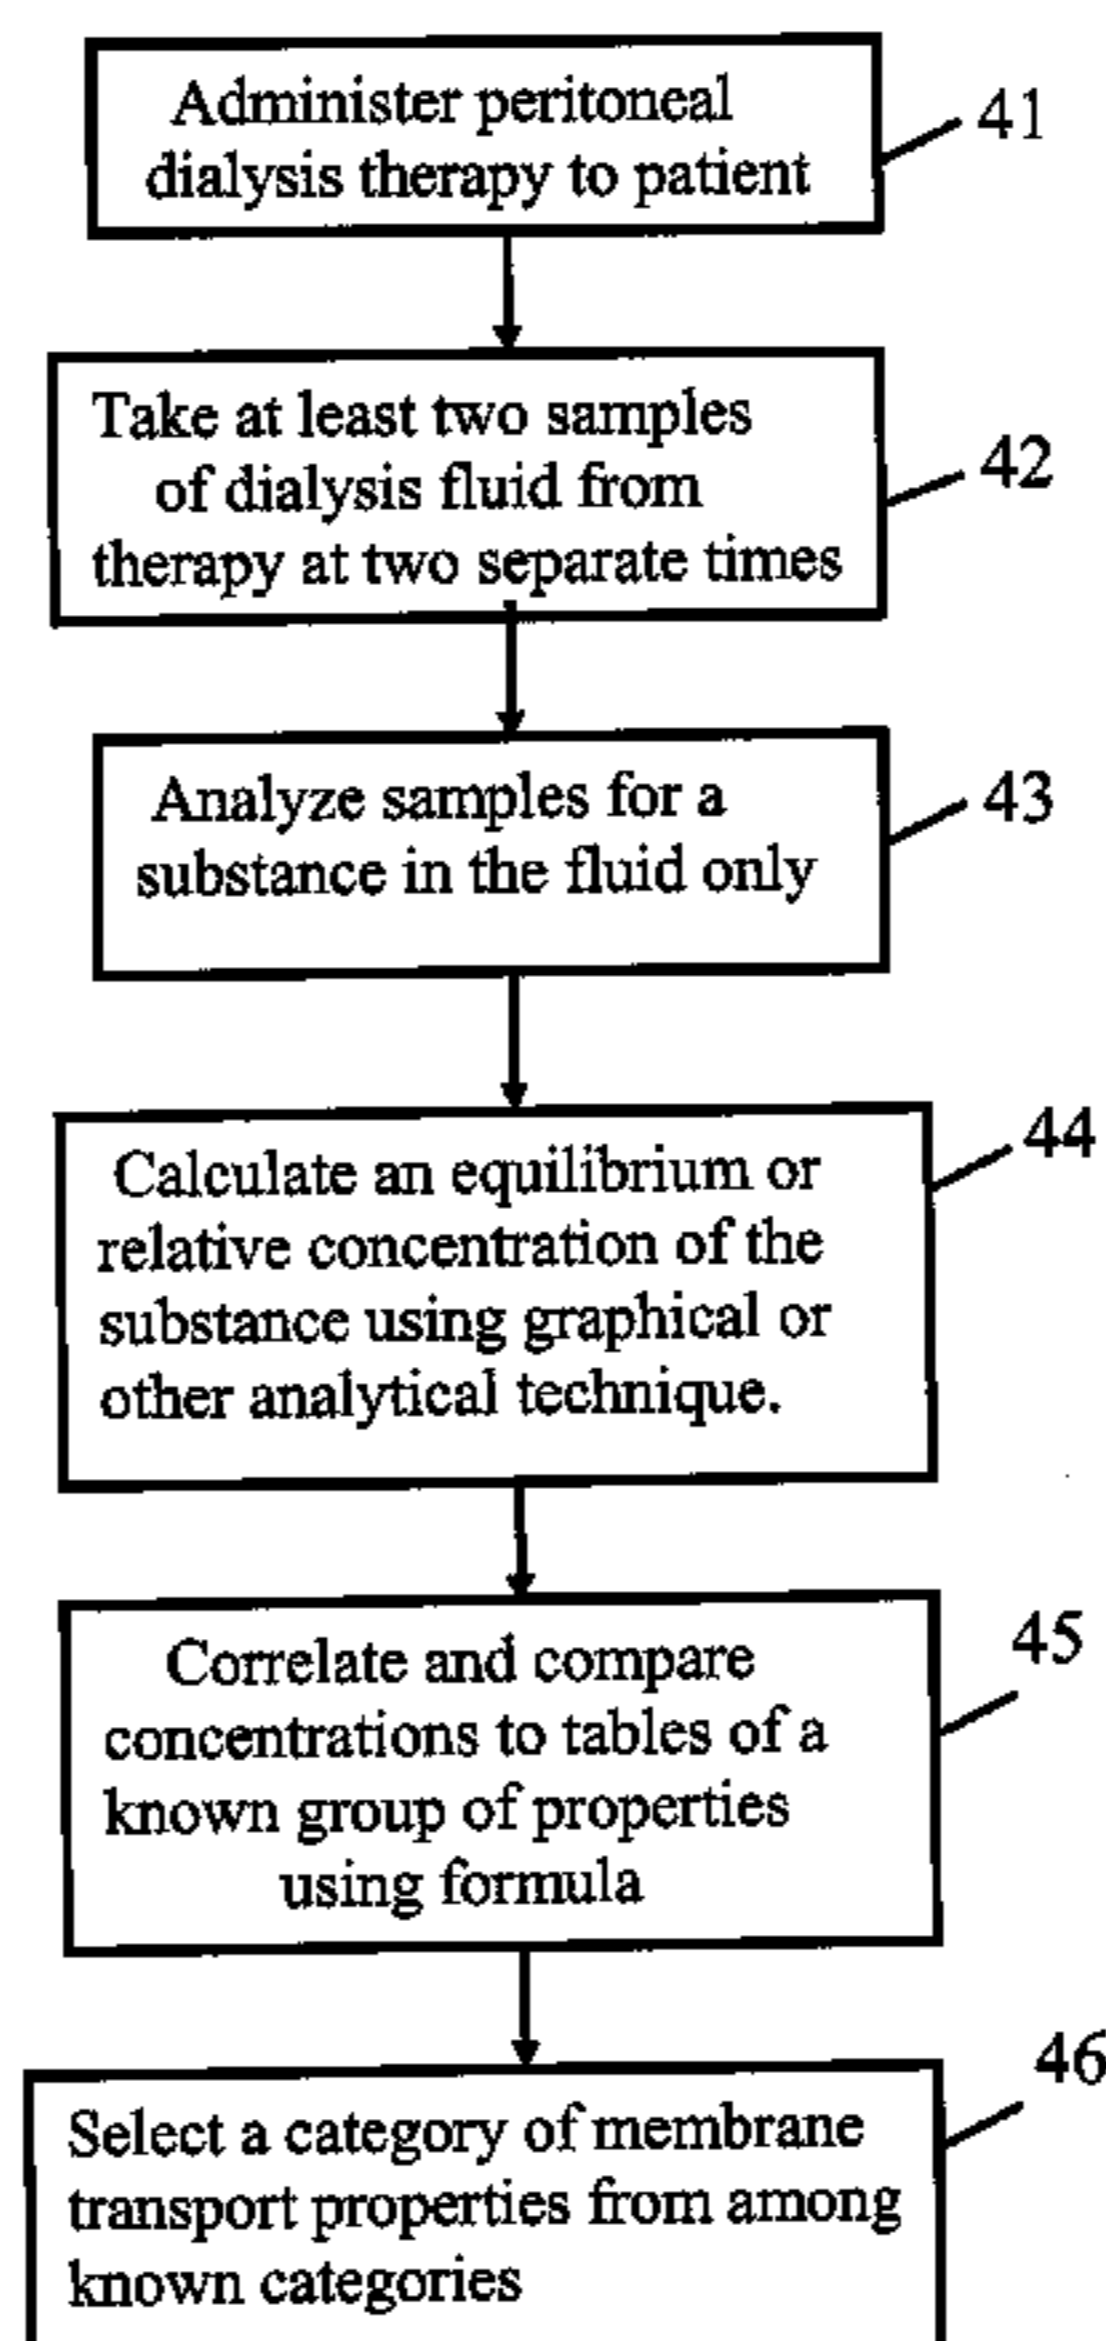 Administer peritoneal
dialysis therapy to patient
41
Take at least two samples
of dialysis fluid from
therapy at two separate times
42
Analyze samples for a
substance in the fluid only
43
Calculate an equilibrium or
relative concentration of the
substance using graphical or
other analytical technique.
44
Correlate and compare
concentrations to tables of a
known group of properties
using formula
45
Select a category of membrane
transport properties from among
known categories
46